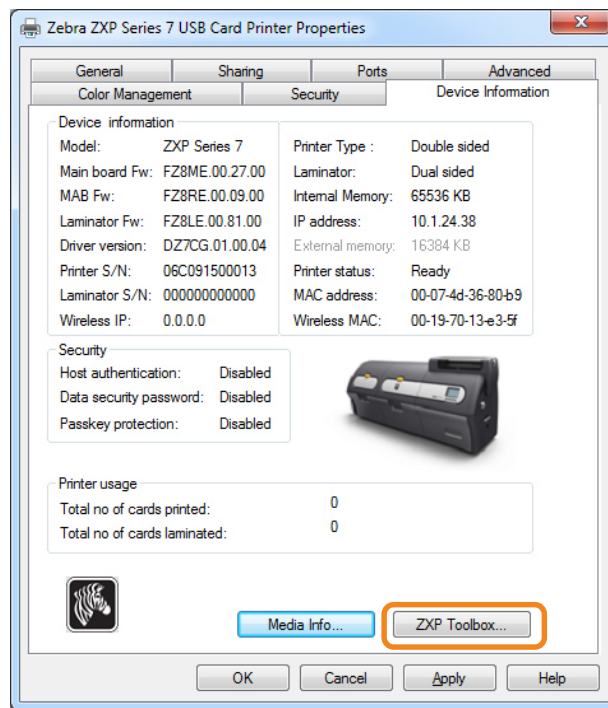 Zebra ZXP Series 7 USB Card Printer Properties
General Sharing Ports Advanced
Color Management Security Device Information
Device information
Model: ZXP Series 7 Printer Type : Double sided
Main board Fw: FZ8ME.00.27.00 Laminator: Dual sided
MAB Fw: FZ8RE.00.09.00 Internal Memory: 65536 KB
Laminator Fw: FZ8LE.00.81.00 IP address: 10.1.24.38
Driver version: DZ7CG.01.00.04 External memory: 16384 KB
Printer S/N: 06C091500013 Printer status: Ready
Laminator S/N: 000000000000 MAC address: 00-07-4d-36-80-b9
Wireless IP: 0.0.0.0 Wireless MAC: 00-19-70-13-e3-5f
Security
Host authentication: Disabled
Data security password: Disabled
Passkey protection: Disabled
Printer usage
Total no of cards printed: 0
Total no of cards laminated: 0
Media Info... ZXP Toolbox...
OK Cancel Apply Help